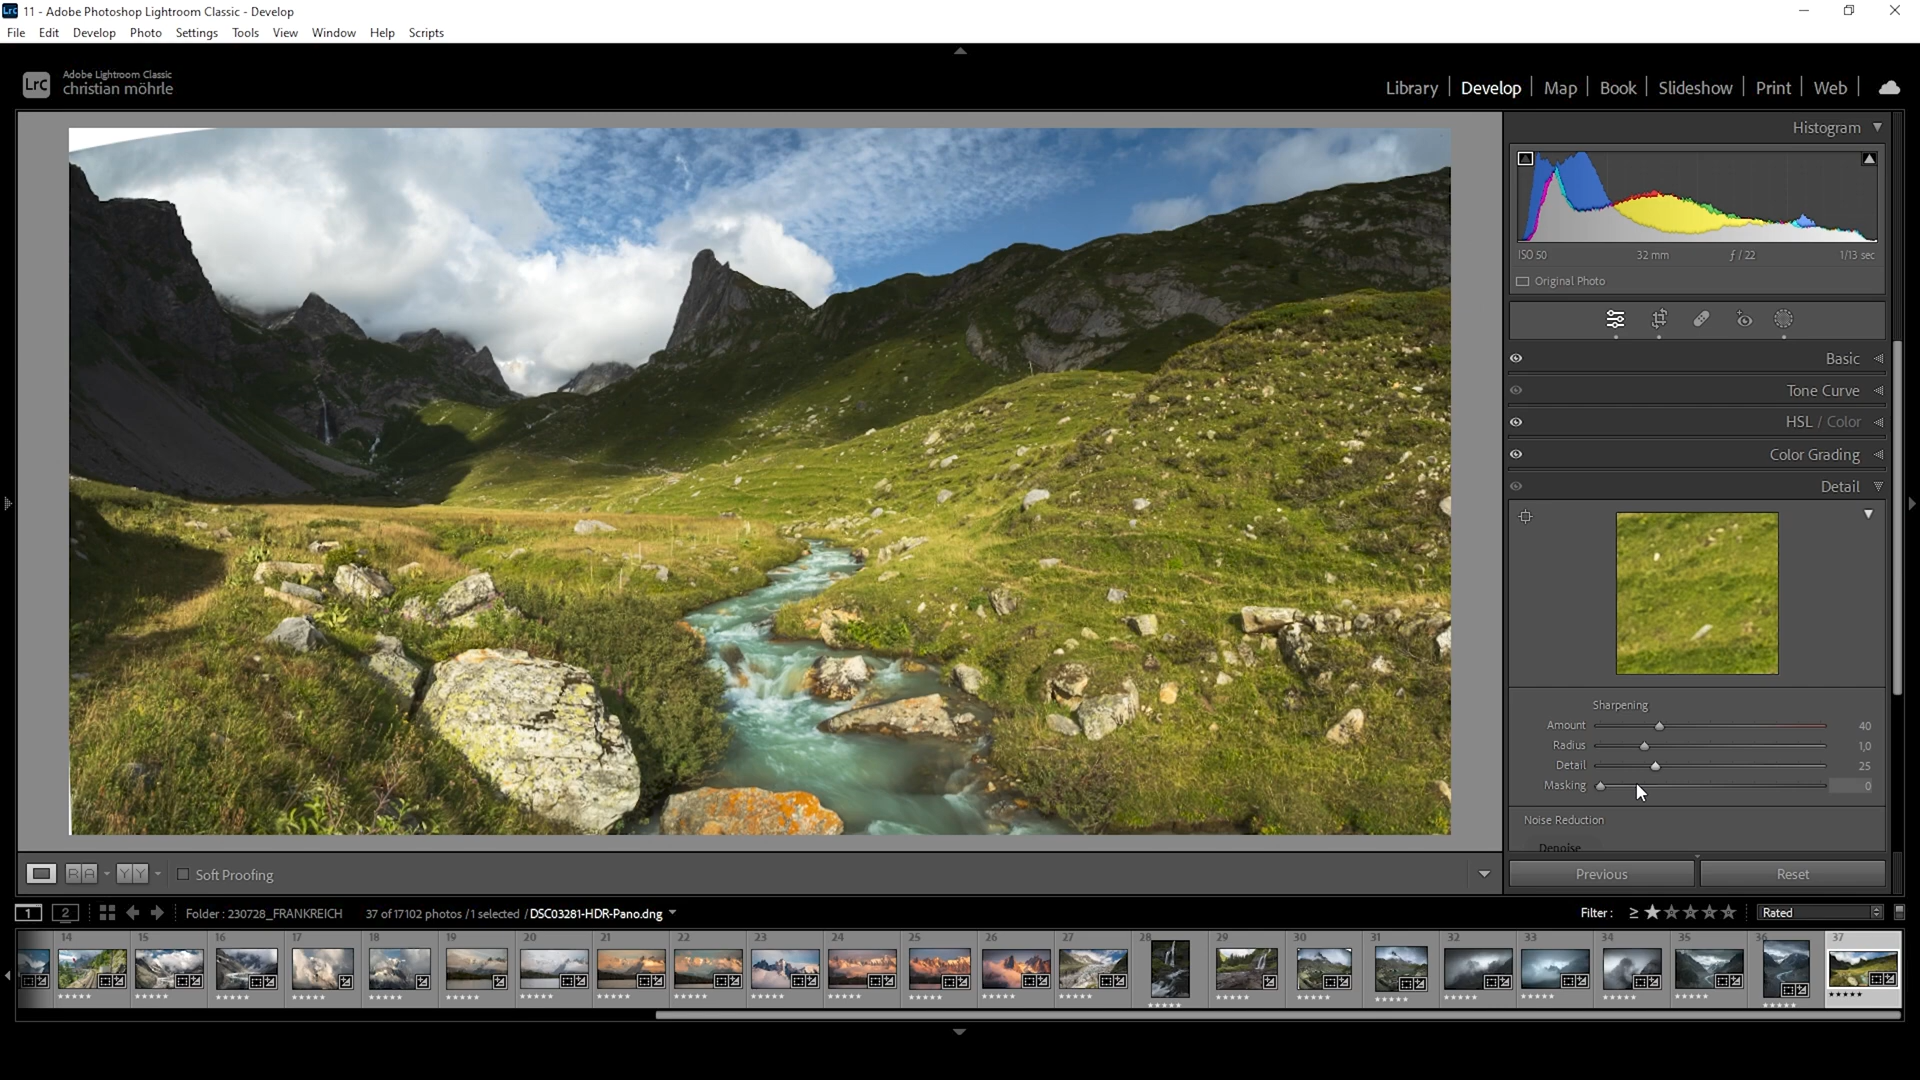 11 - Adobe Photoshop Lightroom Classic - Develop
File Edit Develop Photo Settings Tools View Window Help Scripts
LrC
Adobe Lightroom Classic
christian möhrle
Library Develop Map Book Slideshow Print Web
Histogram
ISO 50 32 mm ƒ / 22 1/13 sec
Original Photo
Basic
Tone Curve
HSL / Color
Color Grading
Detail
Sharpening
Amount 40
Radius 1,0
Detail 25
Masking 0
Noise Reduction
Denoise
Previous Reset
R A Y Y Soft Proofing
1 2 Folder : 230728_FRANKREICH 37 of 17102 photos / 1 selected / DSC03281-HDR-Pano.dng Filter : ≥ Rated
14 15 16 17 18 19 20 21 22 23 24 25 26 27 28 29 30 31 32 33 34 35 36 37